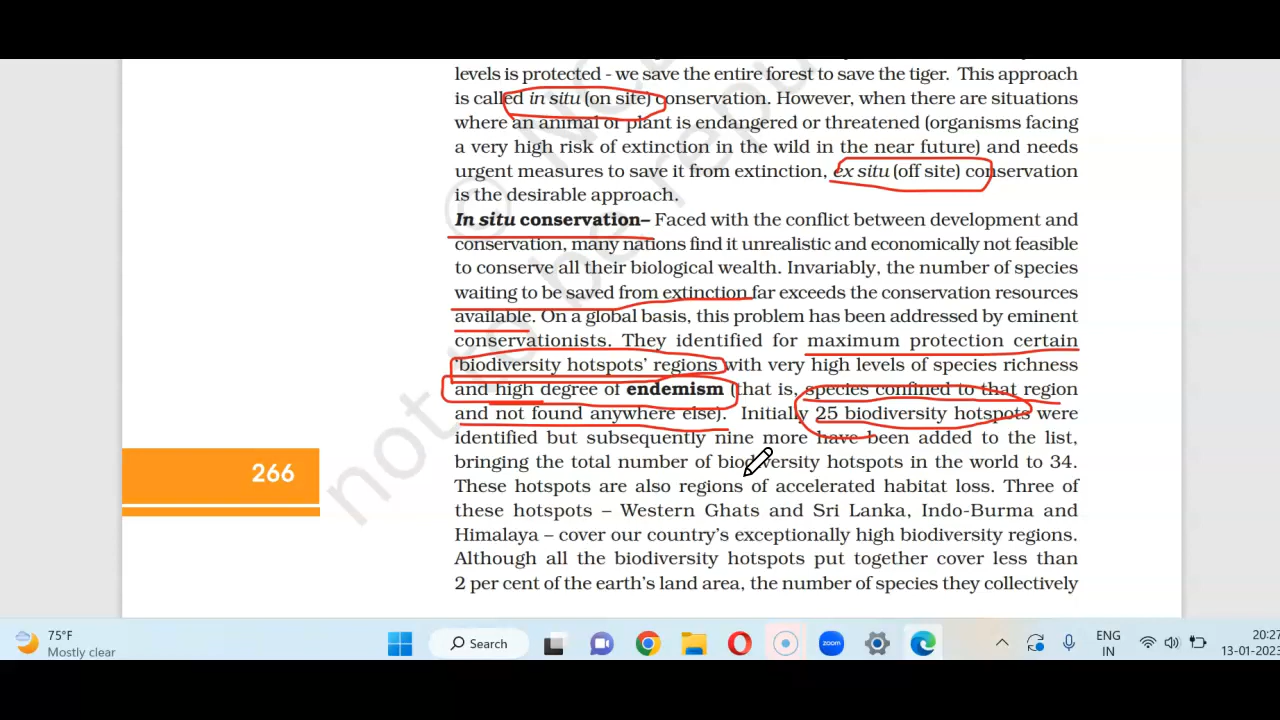 levels is protected - we save the entire forest to save the tiger. This approach
is called in situ (on site) conservation. However, when there are situations
where an animal or plant is endangered or threatened (organisms facing
a very high risk of extinction in the wild in the near future) and needs
urgent measures to save it from extinction, ex situ (off site) conservation
is the desirable approach.
In situ conservation– Faced with the conflict between development and
conservation, many nations find it unrealistic and economically not feasible
to conserve all their biological wealth. Invariably, the number of species
waiting to be saved from extinction far exceeds the conservation resources
available. On a global basis, this problem has been addressed by eminent
conservationists. They identified for maximum protection certain
‘biodiversity hotspots’ regions with very high levels of species richness
and high degree of endemism (that is, species confined to that region
and not found anywhere else). Initially 25 biodiversity hotspots were
identified but subsequently nine more have been added to the list,
bringing the total number of biodiversity hotspots in the world to 34.
These hotspots are also regions of accelerated habitat loss. Three of
these hotspots – Western Ghats and Sri Lanka, Indo-Burma and
Himalaya – cover our country’s exceptionally high biodiversity regions.
Although all the biodiversity hotspots put together cover less than
2 per cent of the earth’s land area, the number of species they collectively
266
© NC
not to be repu
75°F
Mostly clear
Search
zoom
ENG
IN
20:27
13-01-2023